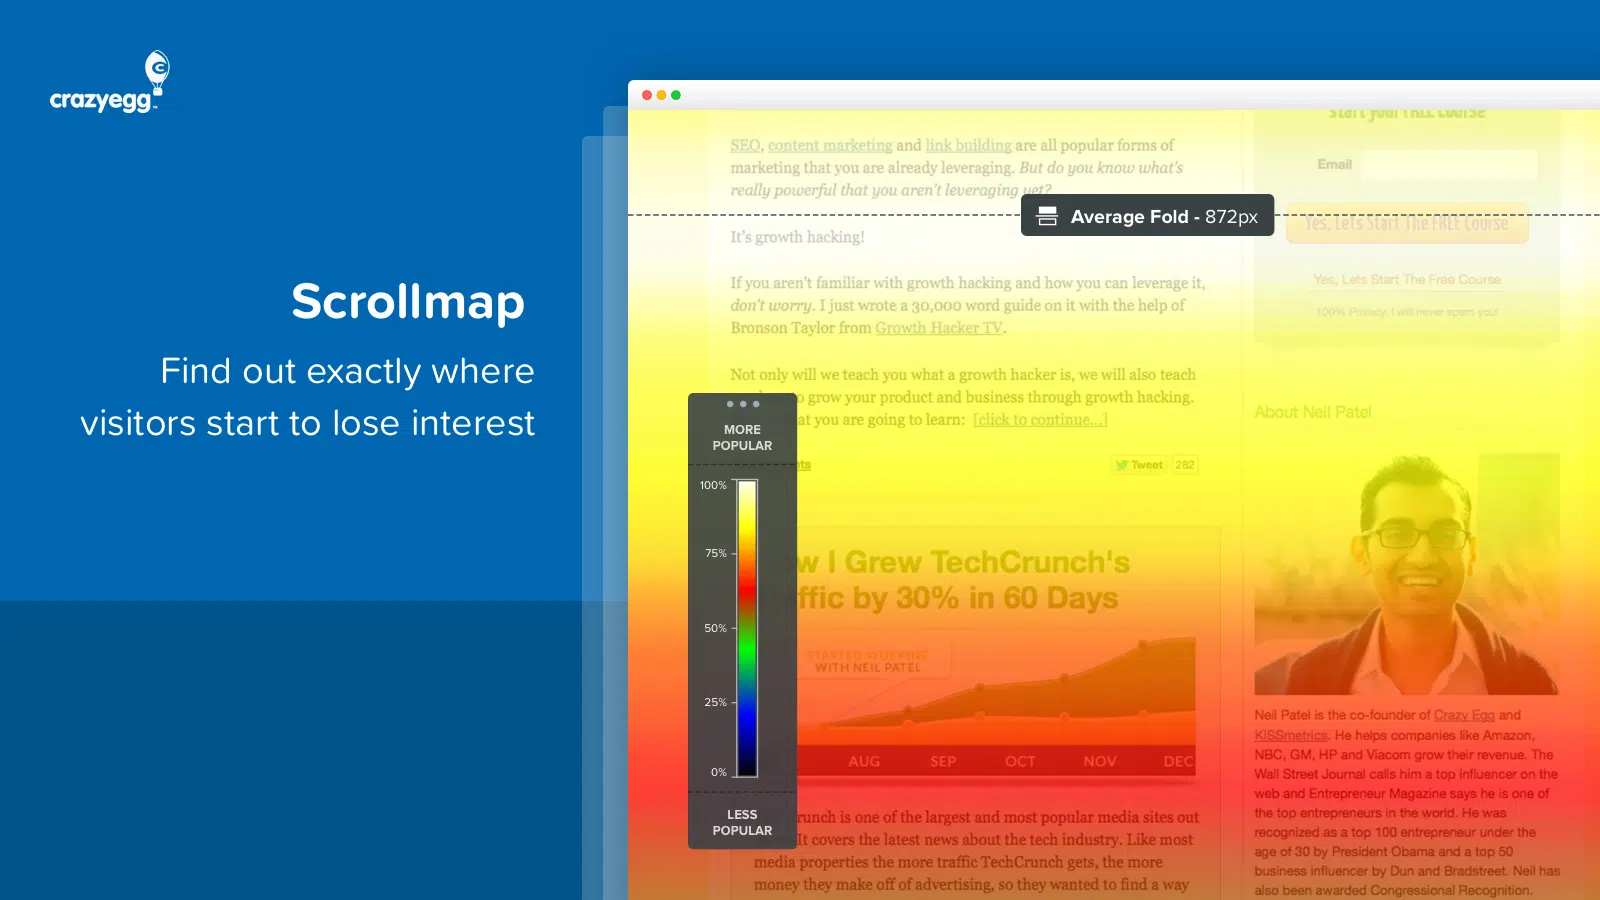 crazyegg™
Scrollmap
Find out exactly where
visitors start to lose interest
SEO, content marketing and link building are all popular forms of
marketing that you are already leveraging. But do you know what's
really powerful that you aren't leveraging yet?
Average Fold - 872px
It's growth hacking!
If you aren't familiar with growth hacking and how you can leverage it,
don't worry. I just wrote a 30,000 word guide on it with the help of
Bronson Taylor from Growth Hacker TV.
Not only will we teach you what a growth hacker is, we will also teach
o grow your product and business through growth hacking.
at you are going to learn: [click to continue...]
nts
Tweet 282
w I Grew TechCrunch's
ffic by 30% in 60 Days
STARTED WORKING
WITH NEIL PATEL
AUG SEP OCT NOV DEC
runch is one of the largest and most popular media sites out
It covers the latest news about the tech industry. Like most
media properties the more traffic TechCrunch gets, the more
money they make off of advertising, so they wanted to find a way
MORE
POPULAR
100%
75%
50%
25%
0%
LESS
POPULAR
Start your FREE Course
Email
Yes, Lets Start The FREE Course
Yes, Lets Start The Free Course
100% Privacy. I will never spam you!
About Neil Patel
Neil Patel is the co-founder of Crazy Egg and
KISSmetrics. He helps companies like Amazon,
NBC, GM, HP and Viacom grow their revenue. The
Wall Street Journal calls him a top influencer on the
web and Entrepreneur Magazine says he is one of
the top entrepreneurs in the world. He was
recognized as a top 100 entrepreneur under the
age of 30 by President Obama and a top 50
business influencer by Dun and Bradstreet. Neil has
also been awarded Congressional Recognition.